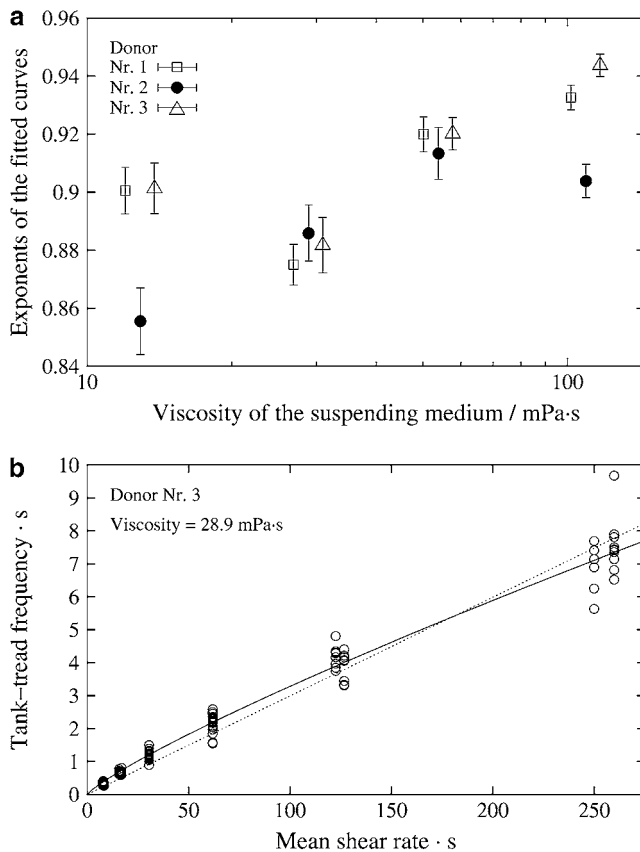 a
0.96
0.94
0.92
0.9
0.88
0.86
0.84
Exponents of the fitted curves
Donor
Nr. 1
Nr. 2
Nr. 3
10
100
Viscosity of the suspending medium / mPa·s
b
10
9
8
7
6
5
4
3
2
1
0
Tank-tread frequency · s
Donor Nr. 3
Viscosity = 28.9 mPa·s
0
50
100
150
200
250
Mean shear rate · s